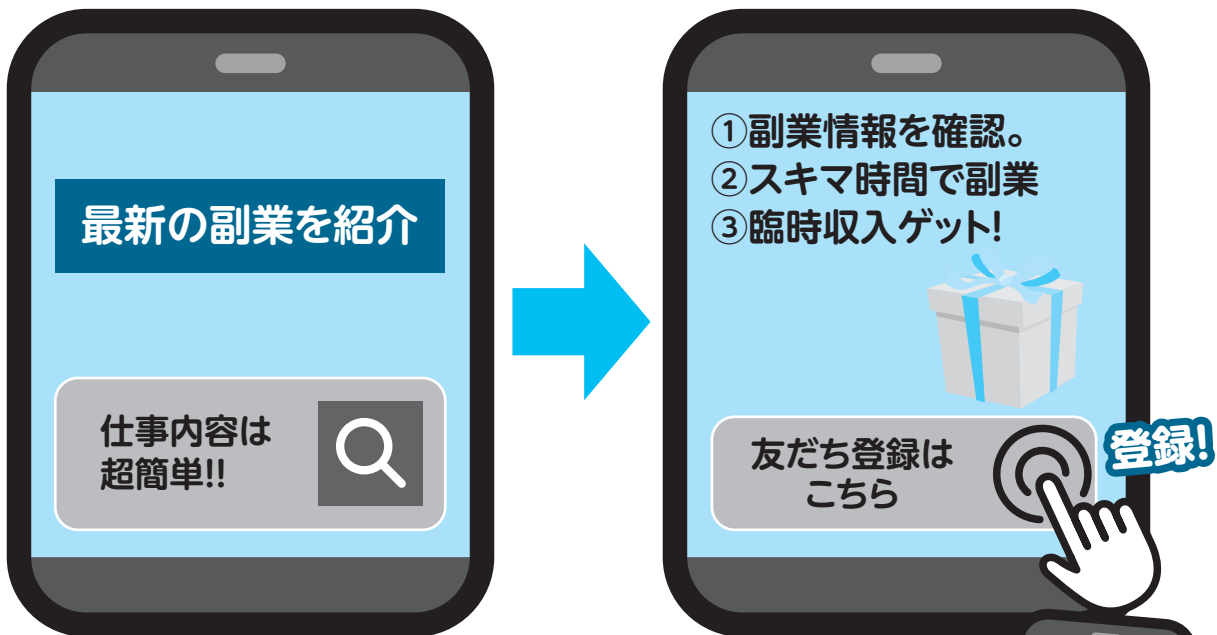 最新の副業を紹介
仕事内容は
超簡単!!
①副業情報を確認。
②スキマ時間で副業
③臨時収入ゲット!
友だち登録は
こちら
登録!